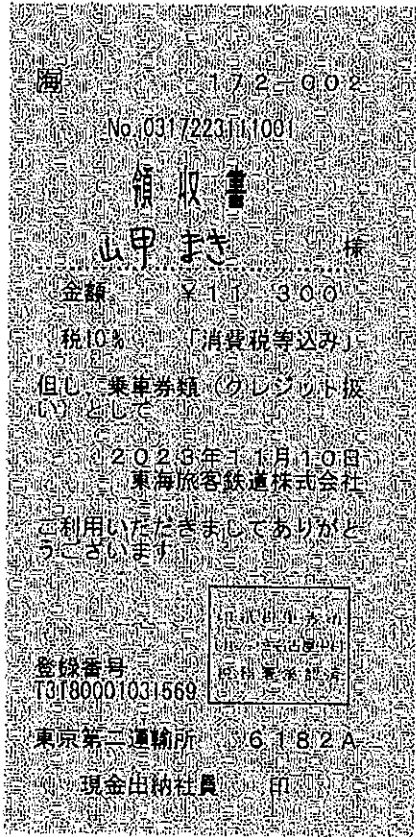 海 172-002
No.0317223111001
領収書
山甲 まき 様
金額 ¥11,300
税10% 「消費税等込み」
但し、乗車券類(クレジット扱
い)として
2023年11月10日
東海旅客鉄道株式会社
ご利用いただきましてありがと
うございます
登録番号
T3180001031569
東京第二運輸所 6182A
現金出納社員 印